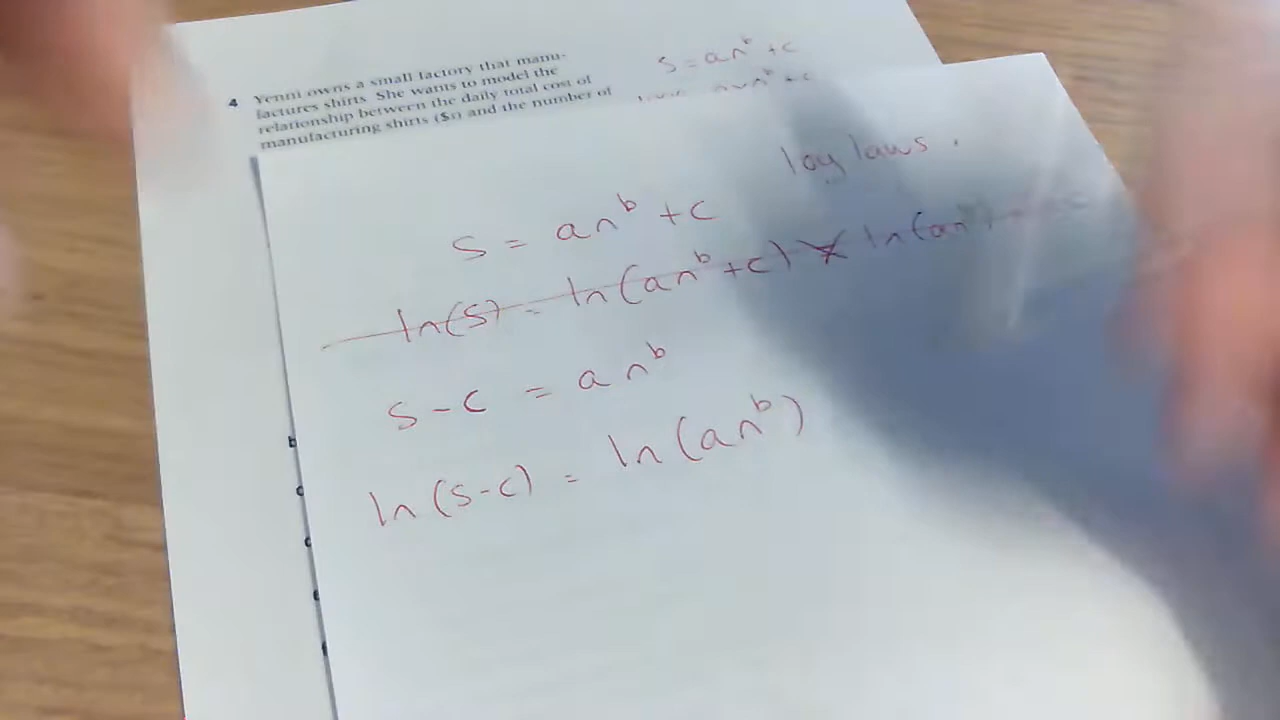 4 Yenni owns a small factory that manu-
factures shirts. She wants to model the
relationship between the daily total cost of
manufacturing shirts ($s) and the number of
s = an^b + c
log laws.
s = an^b + c
ln(s) = ln(an^b + c) ln(an
s - c = an^b
ln(s-c) = ln(an^b)
b
c